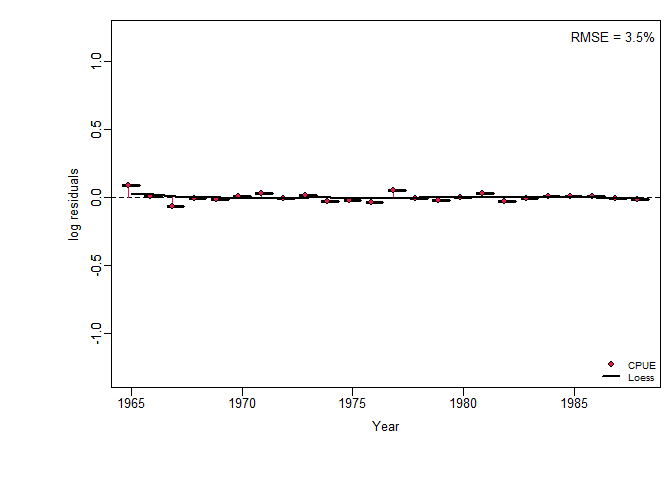 RMSE = 3.5%
1.0
0.5
0.0
-0.5
-1.0
log residuals
CPUE
Loess
1965 1970 1975 1980 1985
Year